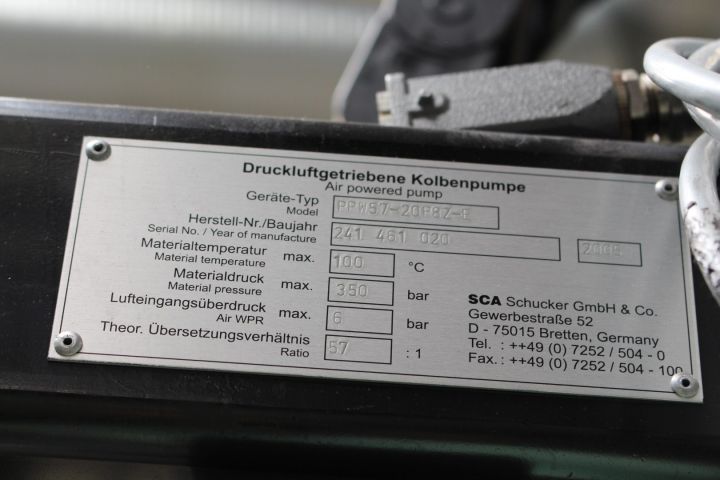 Druckluftgetriebene Kolbenpumpe
Air powered pump
Geräte-Typ
Model
PPW57-20F8Z-E
Herstell-Nr./Baujahr
Serial No. / Year of manufacture
241 461 020
2005
Materialtemperatur max. 100 °C
Material temperature
Materialdruck max. 350 bar
Material pressure
Lufteingangsüberdruck max. 6 bar
Air WPR
Theor. Übersetzungsverhältnis 57 : 1
Ratio
SCA Schucker GmbH & Co.
Gewerbestraße 52
D - 75015 Bretten, Germany
Tel. : ++49 (0) 7252 / 504 - 0
Fax. : ++49 (0) 7252 / 504 - 100